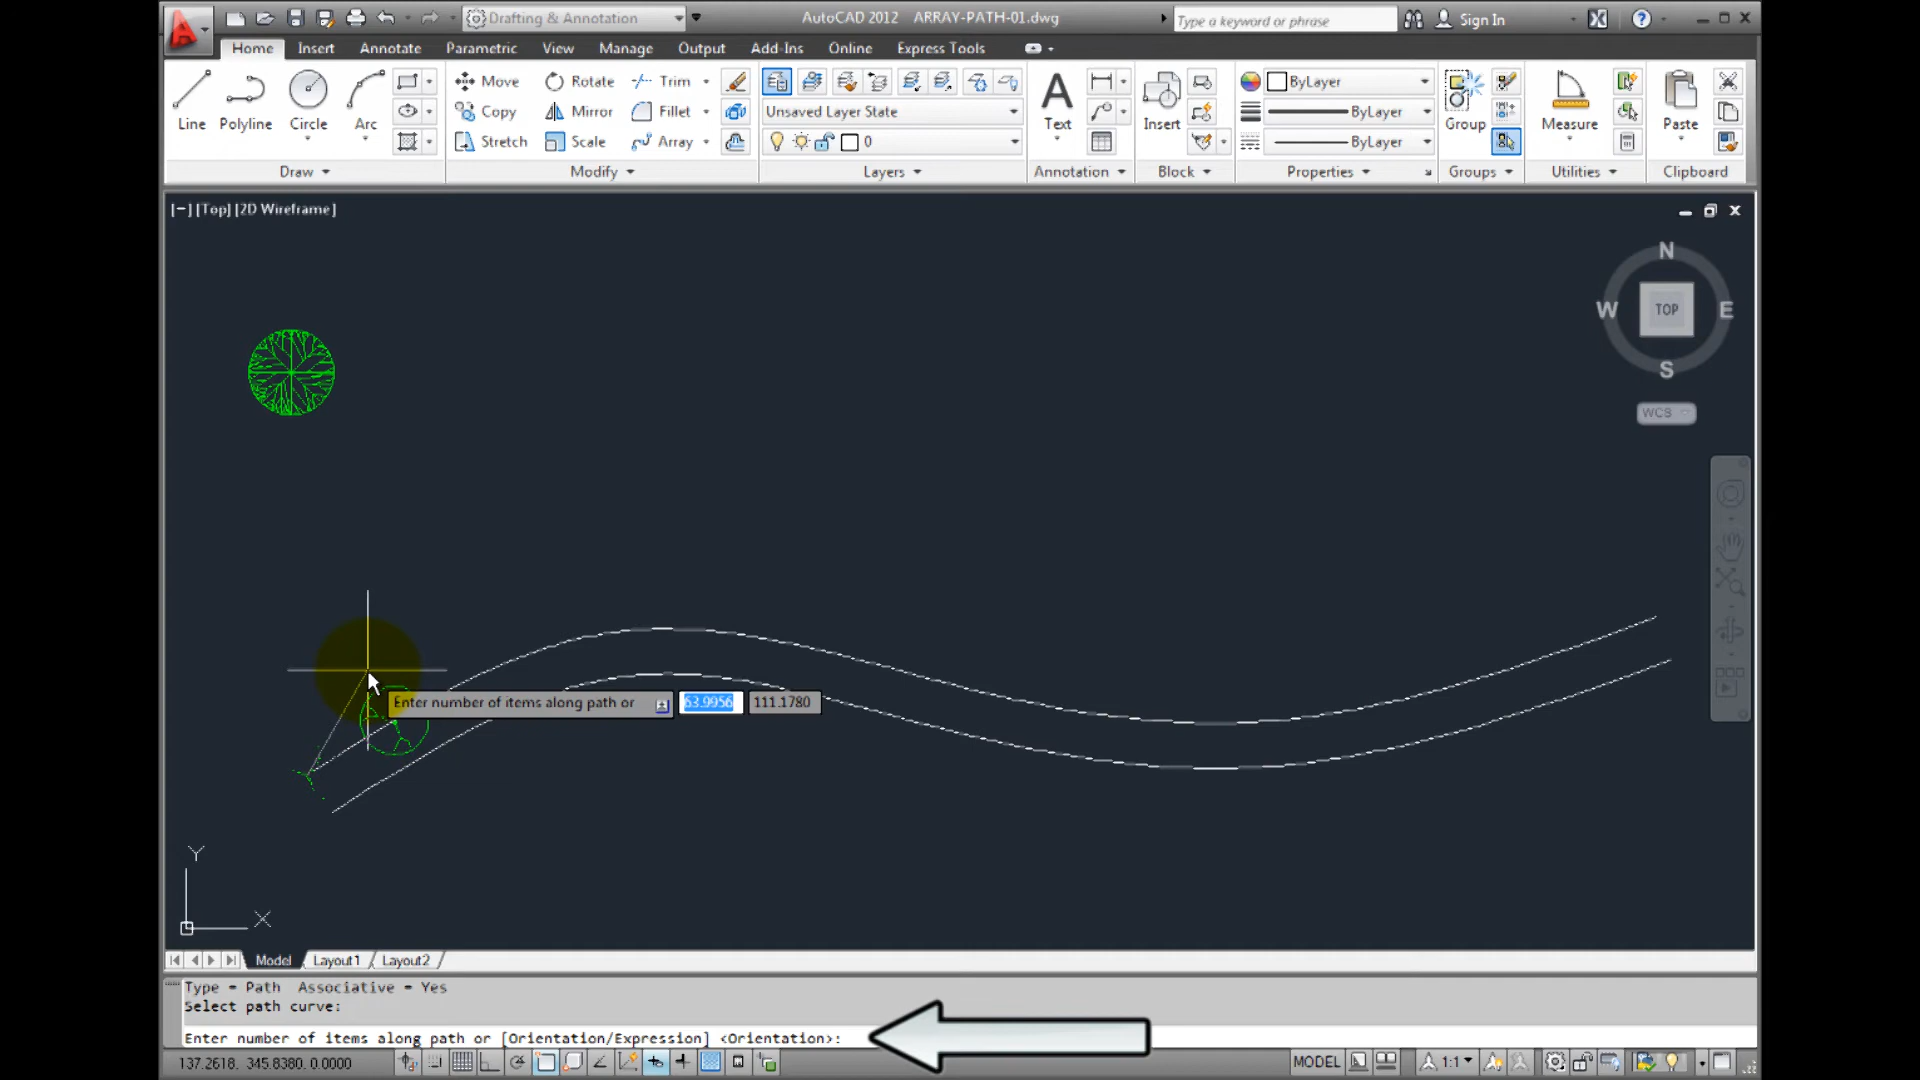 Drafting & Annotation
AutoCAD 2012 ARRAY-PATH-01.dwg
Type a keyword or phrase
Sign In
Home Insert Annotate Parametric View Manage Output Add-Ins Online Express Tools
Line Polyline Circle Arc
Move Rotate Trim
Copy Mirror Fillet
Stretch Scale Array
Unsaved Layer State
0
Text
Insert
ByLayer
ByLayer
ByLayer
Group
Measure
Paste
Draw Modify Layers Annotation Block Properties Groups Utilities Clipboard
[−] [Top] [2D Wireframe]
N
W TOP E
S
WCS
Enter number of items along path or 63.9956 111.1780
Y
X
Model Layout1 Layout2
Type = Path Associative = Yes
Select path curve:
Enter number of items along path or [Orientation/Expression] <Orientation>:
137.2618, 345.8380, 0.0000
MODEL
1:1